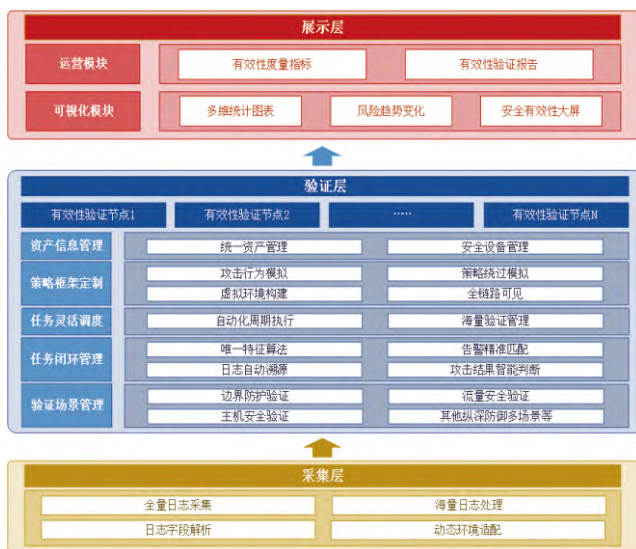 展示层
运营模块
有效性度量指标
有效性验证报告
可视化模块
多维统计图表
风险趋势变化
安全有效性大屏
验证层
有效性验证节点1
有效性验证节点2
……
有效性验证节点N
资产信息管理
统一资产管理
安全设备管理
策略框架定制
攻击行为模拟
策略绕过模拟
虚拟环境构建
全链路可见
任务灵活调度
自动化周期执行
海量验证管理
任务闭环管理
唯一特征算法
告警精准匹配
日志自动溯源
攻击结果智能判断
验证场景管理
边界防护验证
流量安全验证
主机安全验证
其他纵深防御多场景等
采集层
全量日志采集
海量日志处理
日志字段解析
动态环境适配